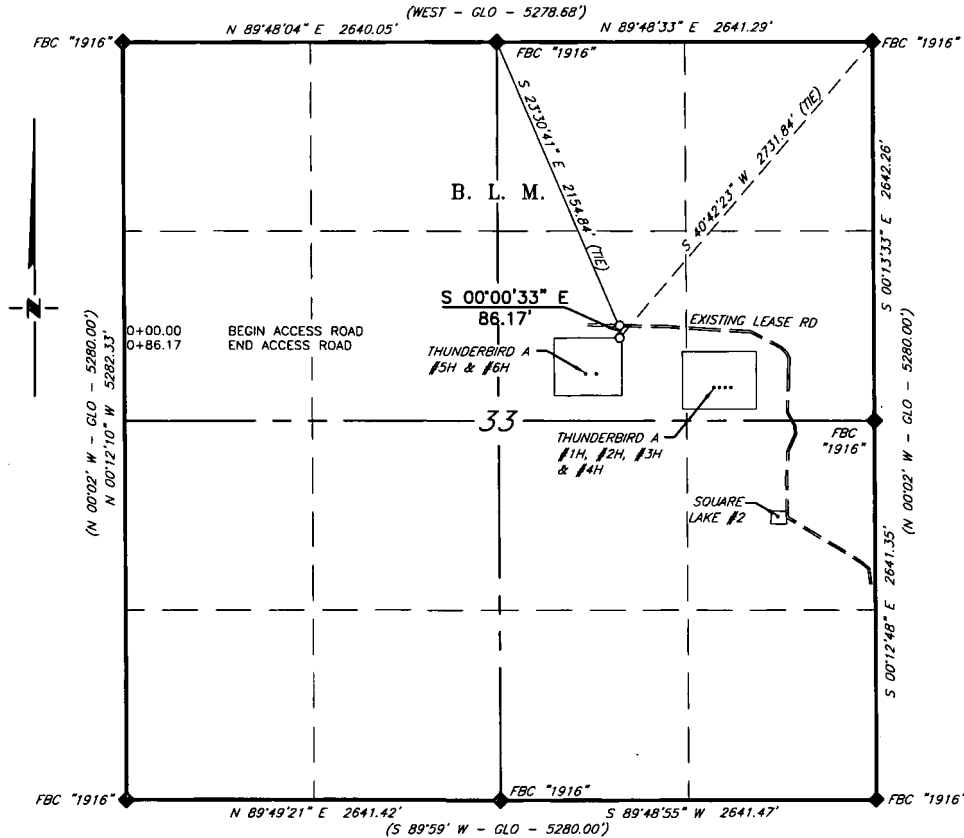 (WEST - GLO - 5278.68')
N 89°48'04" E 2640.05'
N 89°48'33" E 2641.29'
FBC "1916"
FBC "1916"
FBC "1916"
S 23°30'41" E 2154.84' (TIE)
S 40°42'23" W 2731.84' (TIE)
S 00°13'33" E 2642.26'
B. L. M.
N
S 00°00'33" E
86.17'
EXISTING LEASE RD
0+00.00 BEGIN ACCESS ROAD
0+86.17 END ACCESS ROAD
THUNDERBIRD A
#5H & #6H
(N 00°02' W - GLO - 5280.00')
N 00°12'10" W 5282.33'
(N 00°02' W - GLO - 5280.00')
33
FBC
"1916"
THUNDERBIRD A
#1H, #2H, #3H
& #4H
SQUARE
LAKE #2
S 00°12'48" E 2641.35'
FBC "1916"
FBC "1916"
FBC "1916"
N 89°49'21" E 2641.42'
S 89°48'55" W 2641.47'
(S 89°59' W - GLO - 5280.00')